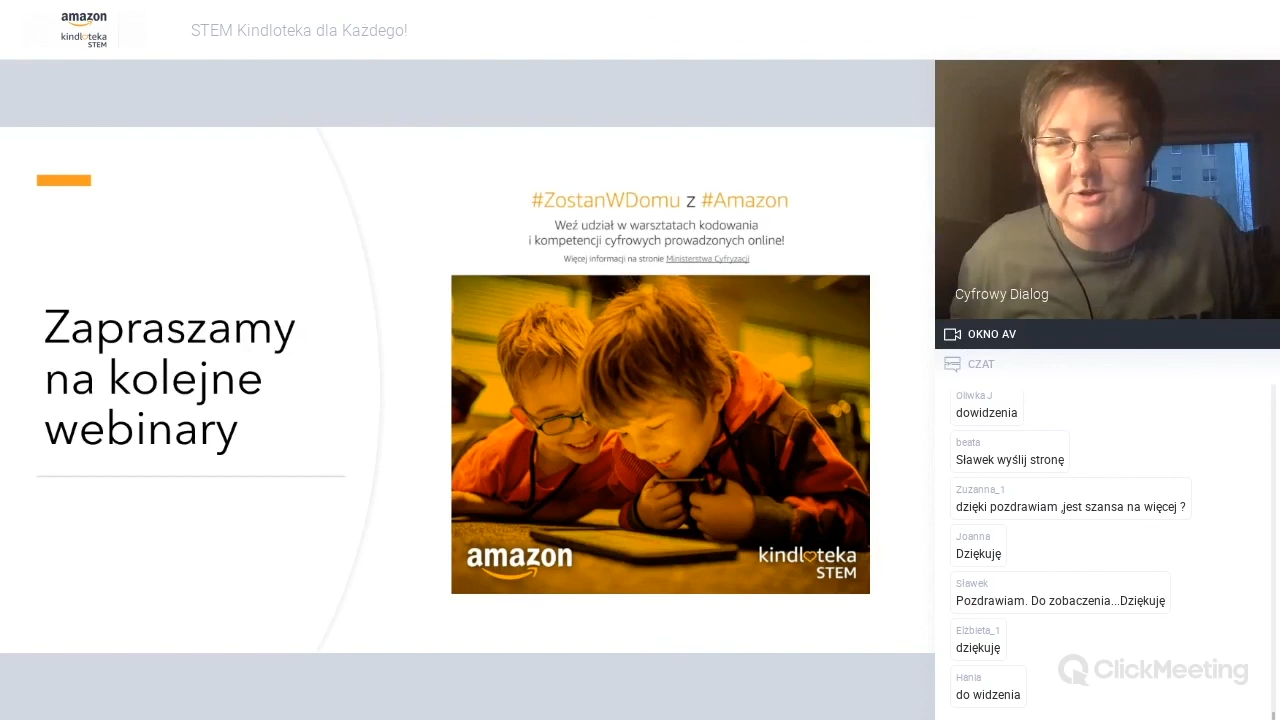 amazon
kindloteka
STEM
STEM Kindloteka dla Każdego!
#ZostanWDomu z #Amazon
Weź udział w warsztatach kodowania
i kompetencji cyfrowych prowadzonych online!
Więcej informacji na stronie Ministerstwa Cyfryzacji
Zapraszamy
na kolejne
webinary
amazon
kindloteka
STEM
Cyfrowy Dialog
OKNO AV
CZAT
Oliwka J
dowidzenia
beata
Sławek wyślij stronę
Zuzanna_1
dzięki pozdrawiam ,jest szansa na więcej ?
Joanna
Dziękuję
Sławek
Pozdrawiam. Do zobaczenia...Dziękuję
Elżbieta_1
dziękuję
Hania
do widzenia
ClickMeeting